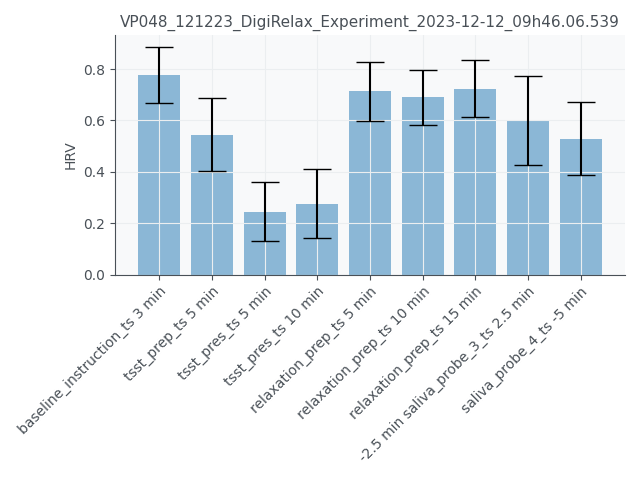 VP048_121223_DigiRelax_Experiment_2023-12-12_09h46.06.539
HRV
0.8
0.6
0.4
0.2
0.0
baseline_instruction_ts 3 min
tsst_prep_ts 5 min
tsst_pres_ts 5 min
tsst_pres_ts 10 min
relaxation_prep_ts 5 min
relaxation_prep_ts 10 min
relaxation_prep_ts 15 min
-2.5 min saliva_probe_3_ts 2.5 min
saliva_probe_4_ts -5 min